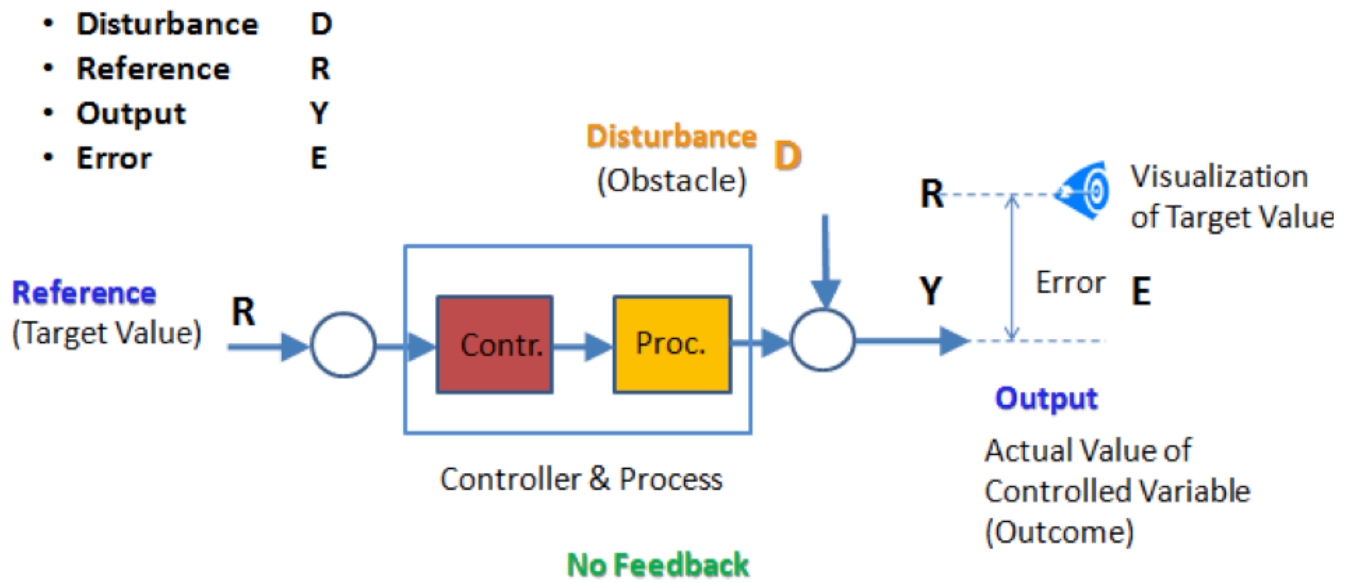 • Disturbance D
• Reference R
• Output Y
• Error E
Disturbance D
(Obstacle)
R
Visualization
of Target Value
Reference
(Target Value)
R
Contr.
Proc.
Y
Error E
Controller & Process
Output
Actual Value of
Controlled Variable
(Outcome)
No Feedback